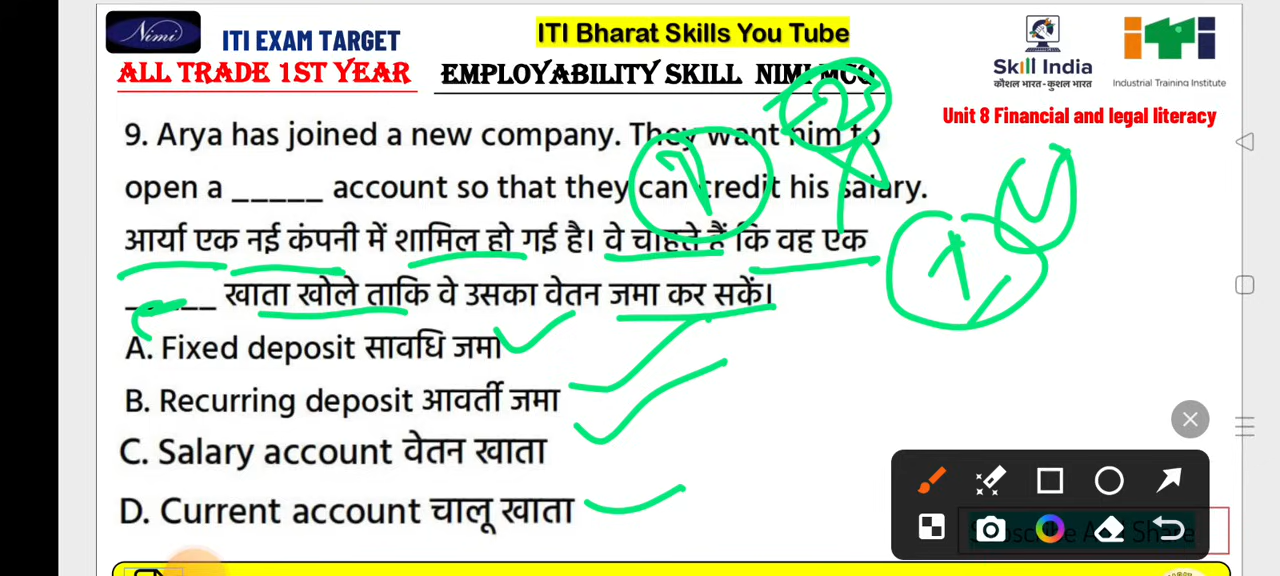 Nimi
ITI EXAM TARGET
ITI Bharat Skills You Tube
ALL TRADE 1ST YEAR
EMPLOYABILITY SKILL NIMI MCQ
Skill India
कौशल भारत-कुशल भारत
iTi
Industrial Training Institute
Unit 8 Financial and legal literacy
9. Arya has joined a new company. They want him to
open a _____ account so that they can credit his salary.
आर्या एक नई कंपनी में शामिल हो गई है। वे चाहते हैं कि वह एक
_____ खाता खोले ताकि वे उसका वेतन जमा कर सकें।
A. Fixed deposit सावधि जमा
B. Recurring deposit आवर्ती जमा
C. Salary account वेतन खाता
D. Current account चालू खाता
Share